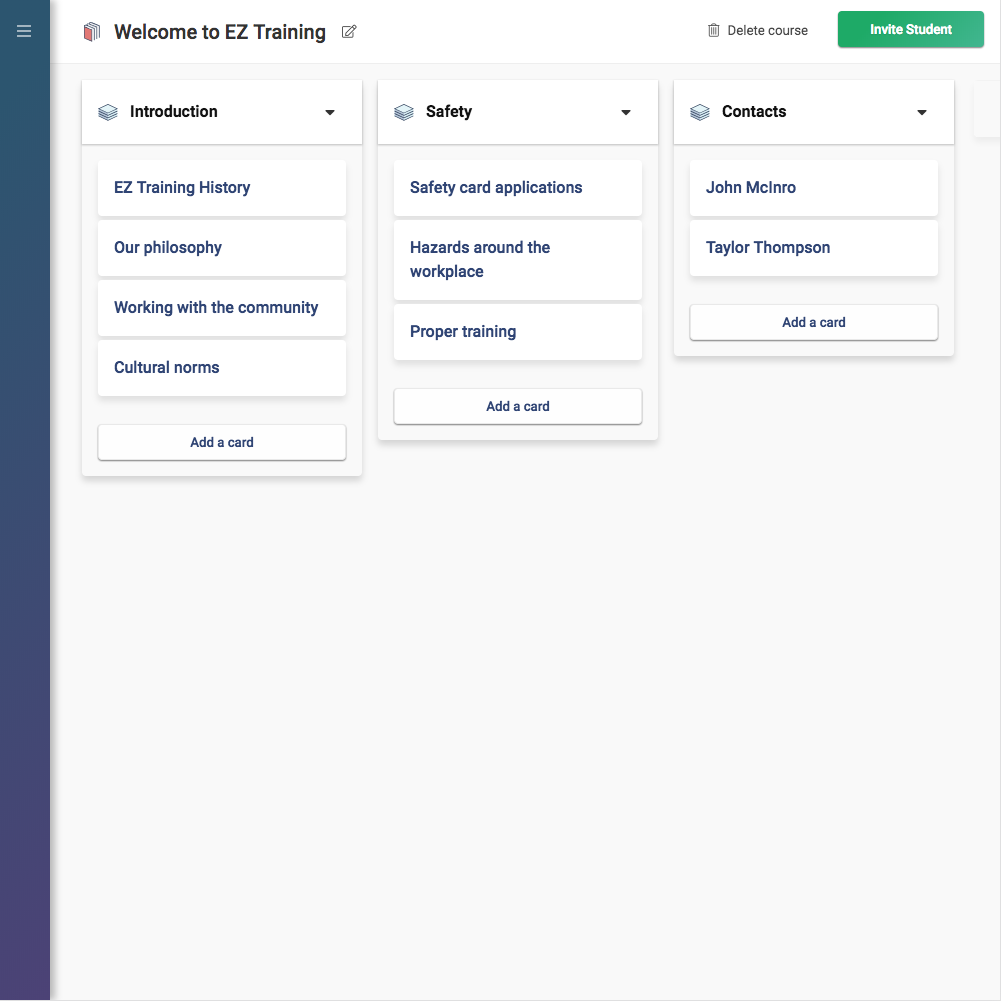 Welcome to EZ Training
Delete course
Invite Student
Introduction
EZ Training History
Our philosophy
Working with the community
Cultural norms
Add a card
Safety
Safety card applications
Hazards around the
workplace
Proper training
Add a card
Contacts
John McInro
Taylor Thompson
Add a card